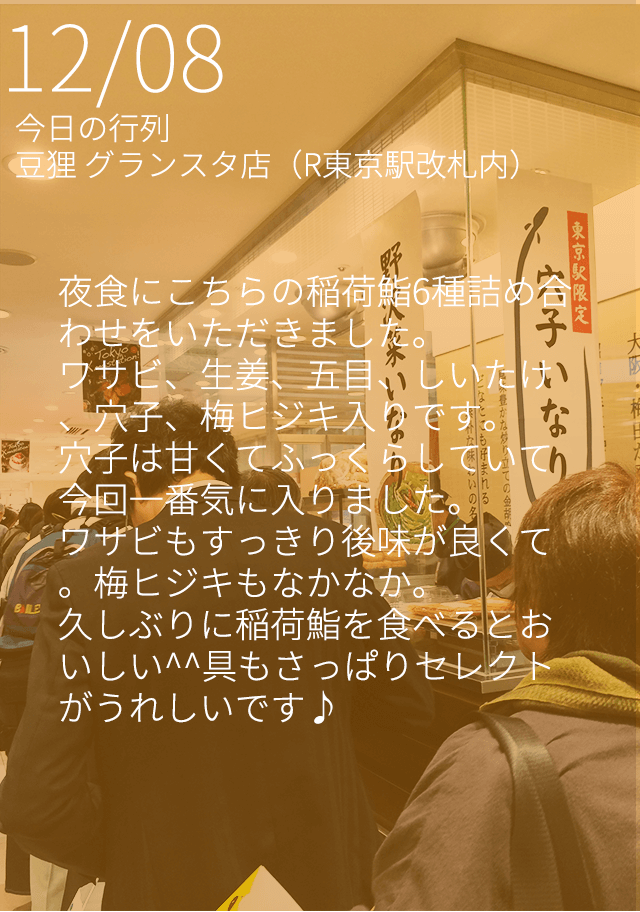 12/08
今日の行列
豆狸 グランスタ店（R東京駅改札内）
夜食にこちらの稲荷鮨6種詰め合
わせをいただきました。
ワサビ、生姜、五目、しいたけ
、穴子、梅ヒジキ入りです。
穴子は甘くてふっくらしていて
今回一番気に入りました。
ワサビもすっきり後味が良くて
。梅ヒジキもなかなか。
久しぶりに稲荷鮨を食べるとお
いしい^^具もさっぱりセレクト
がうれしいです♪
東京駅限定
穴子いなり
野沢菜いなり
Tokyo